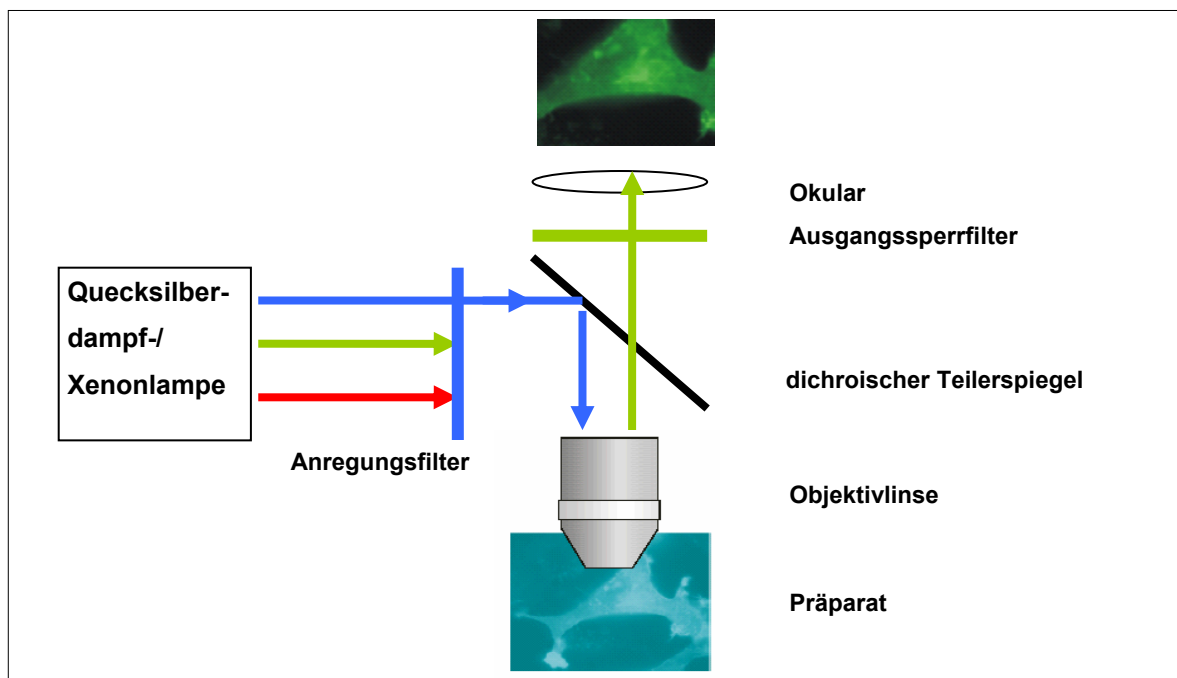 Okular
Ausgangssperrfilter
Quecksilber-
dampf-/
Xenonlampe
dichroischer Teilerspiegel
Anregungsfilter
Objektivlinse
Präparat